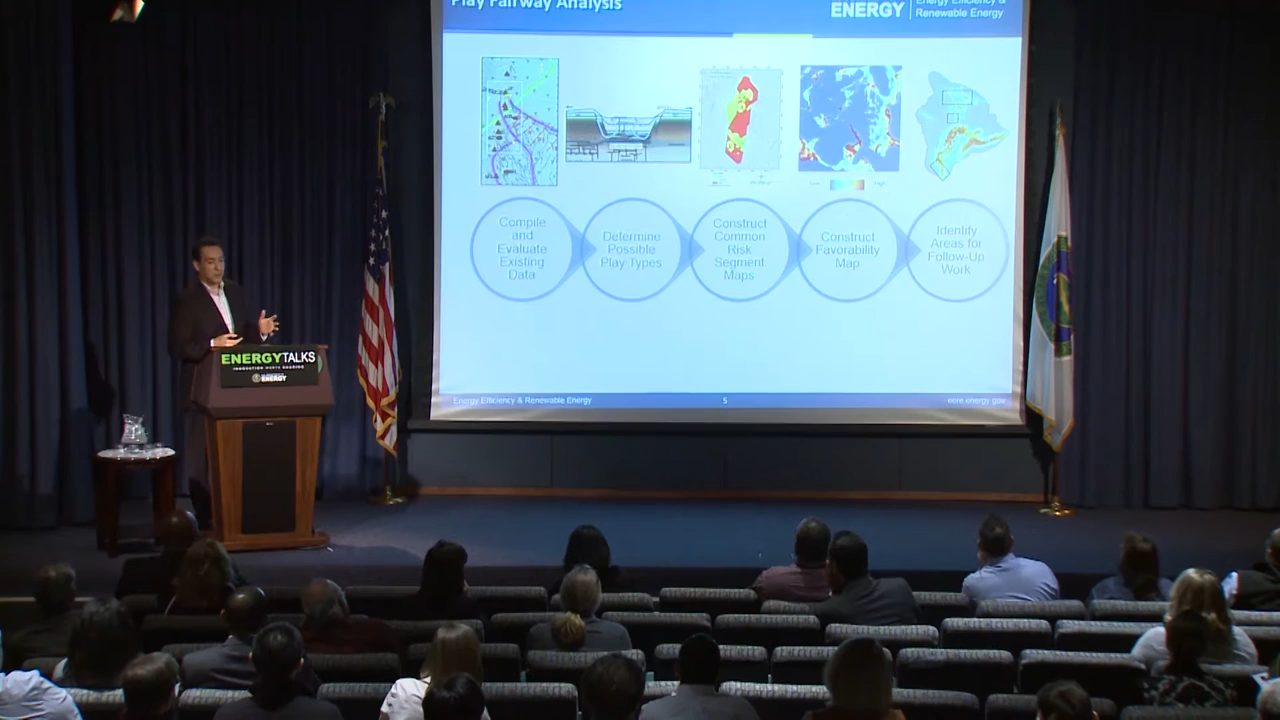 Play Fairway Analysis
ENERGY
Energy Efficiency &
Renewable Energy
Low
High
Compile
and
Evaluate
Existing
Data
Determine
Possible
Play Types
Construct
Common
Risk
Segment
Maps
Construct
Favorability
Map
Identify
Areas for
Follow-Up
Work
Energy Efficiency & Renewable Energy
5
eere.energy.gov
ENERGYTALKS
ENERGY